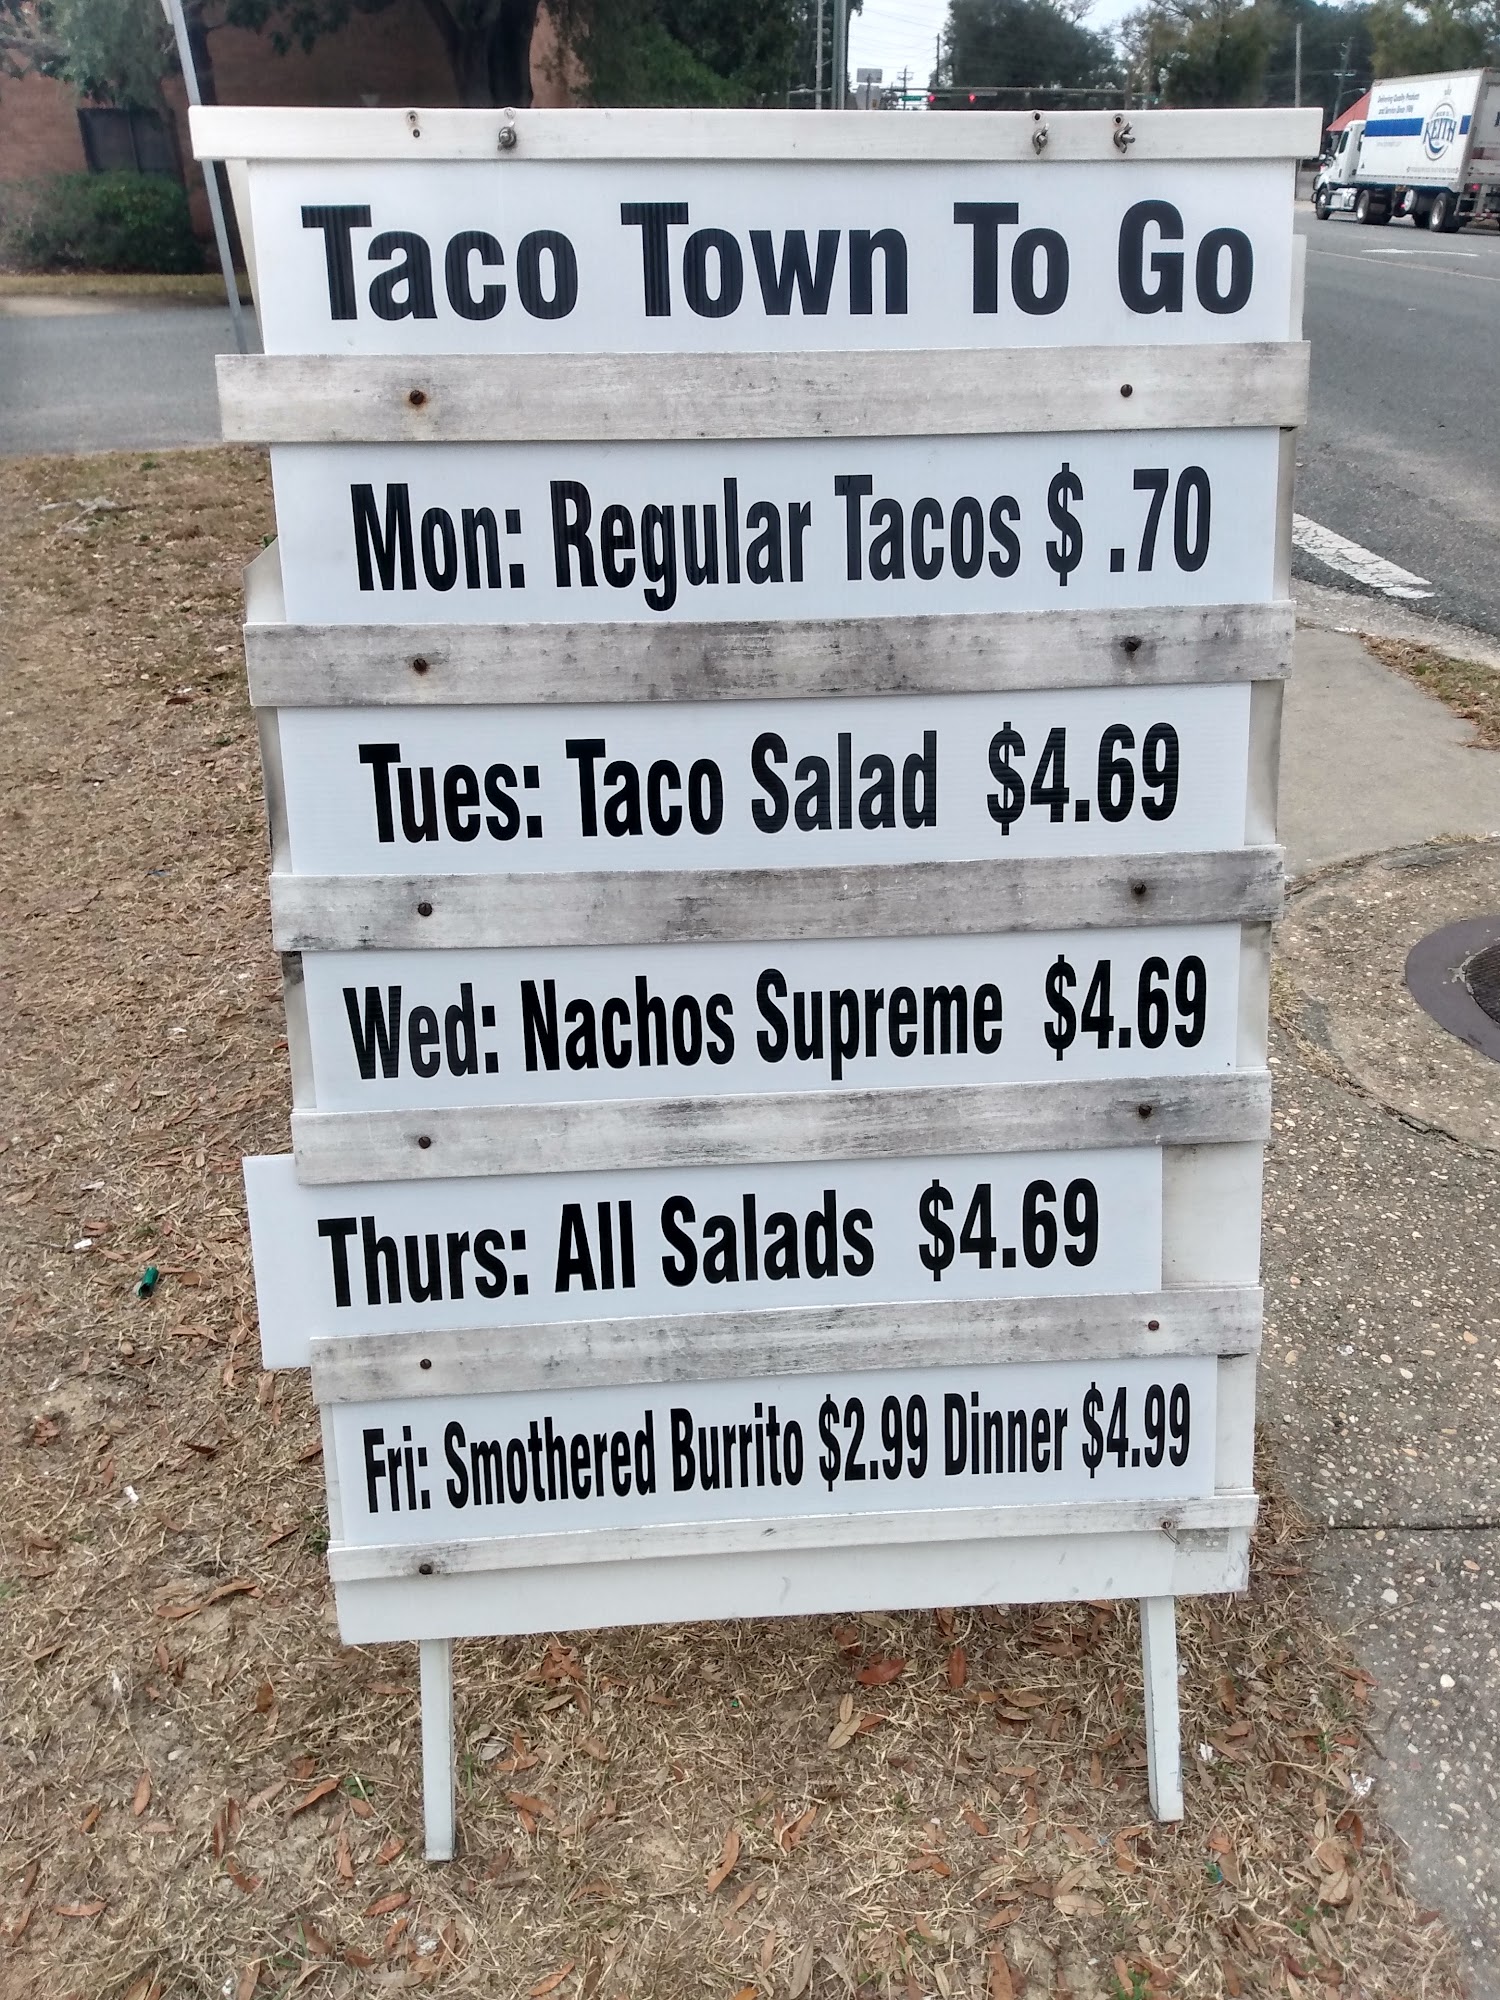 Taco Town To Go
Mon: Regular Tacos $ .70
Tues: Taco Salad $4.69
Wed: Nachos Supreme $4.69
Thurs: All Salads $4.69
Fri: Smothered Burrito $2.99 Dinner $4.99
KEITH